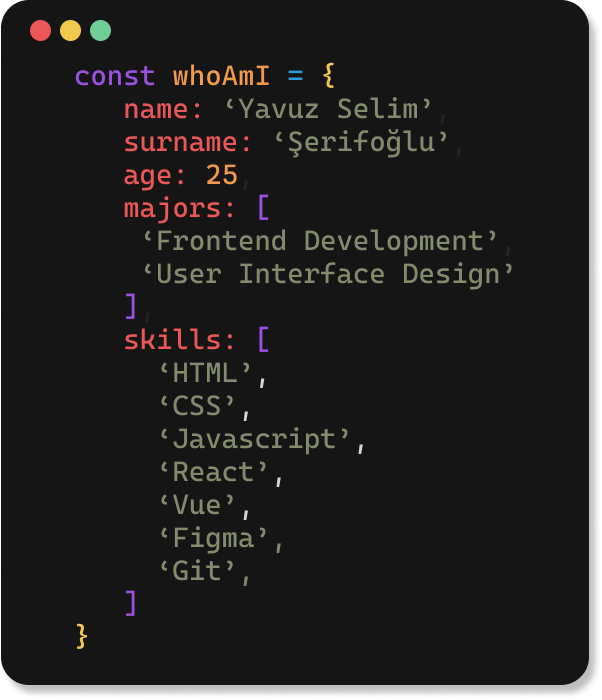 const whoAmI = {
name: ‘Yavuz Selim’,
surname: ‘Şerifoğlu’,
age: 25,
majors: [
‘Frontend Development’,
‘User Interface Design’
],
skills: [
‘HTML’,
‘CSS’,
‘Javascript’,
‘React’,
‘Vue’,
‘Figma’,
‘Git’,
]
}